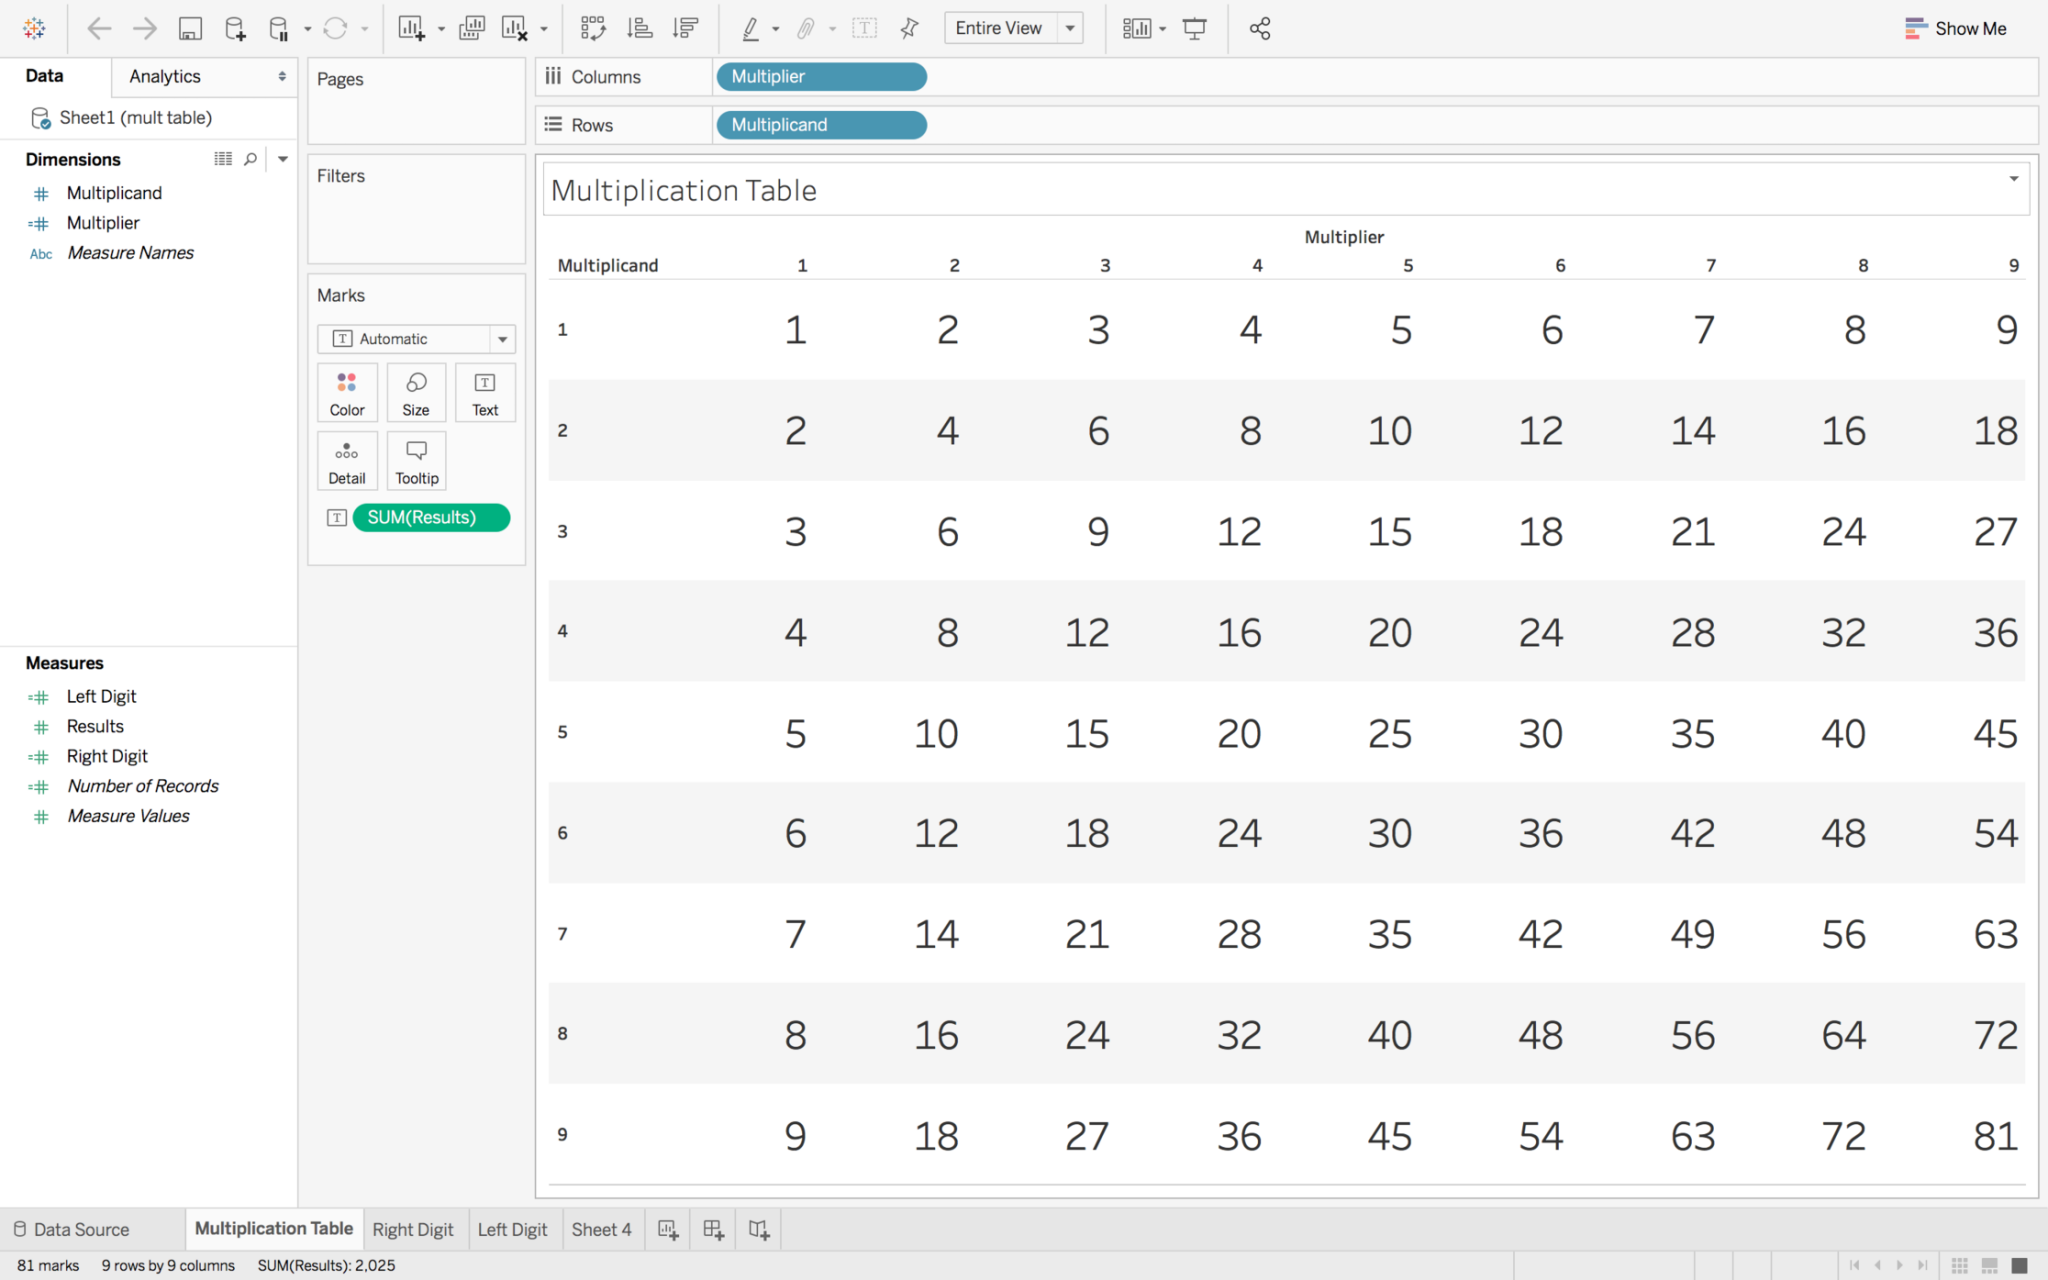 Entire View
Show Me
Data
Analytics
Sheet1 (mult table)
Dimensions
Multiplicand
Multiplier
Abc Measure Names
Measures
Left Digit
Results
Right Digit
Number of Records
Measure Values
Pages
Filters
Marks
T Automatic
Color Size T Text
Detail Tooltip
T SUM(Results)
Columns Multiplier
Rows Multiplicand
Multiplication Table
Multiplier
Multiplicand 1 2 3 4 5 6 7 8 9
1 1 2 3 4 5 6 7 8 9
2 2 4 6 8 10 12 14 16 18
3 3 6 9 12 15 18 21 24 27
4 4 8 12 16 20 24 28 32 36
5 5 10 15 20 25 30 35 40 45
6 6 12 18 24 30 36 42 48 54
7 7 14 21 28 35 42 49 56 63
8 8 16 24 32 40 48 56 64 72
9 9 18 27 36 45 54 63 72 81
Data Source Multiplication Table Right Digit Left Digit Sheet 4
81 marks 9 rows by 9 columns SUM(Results): 2,025